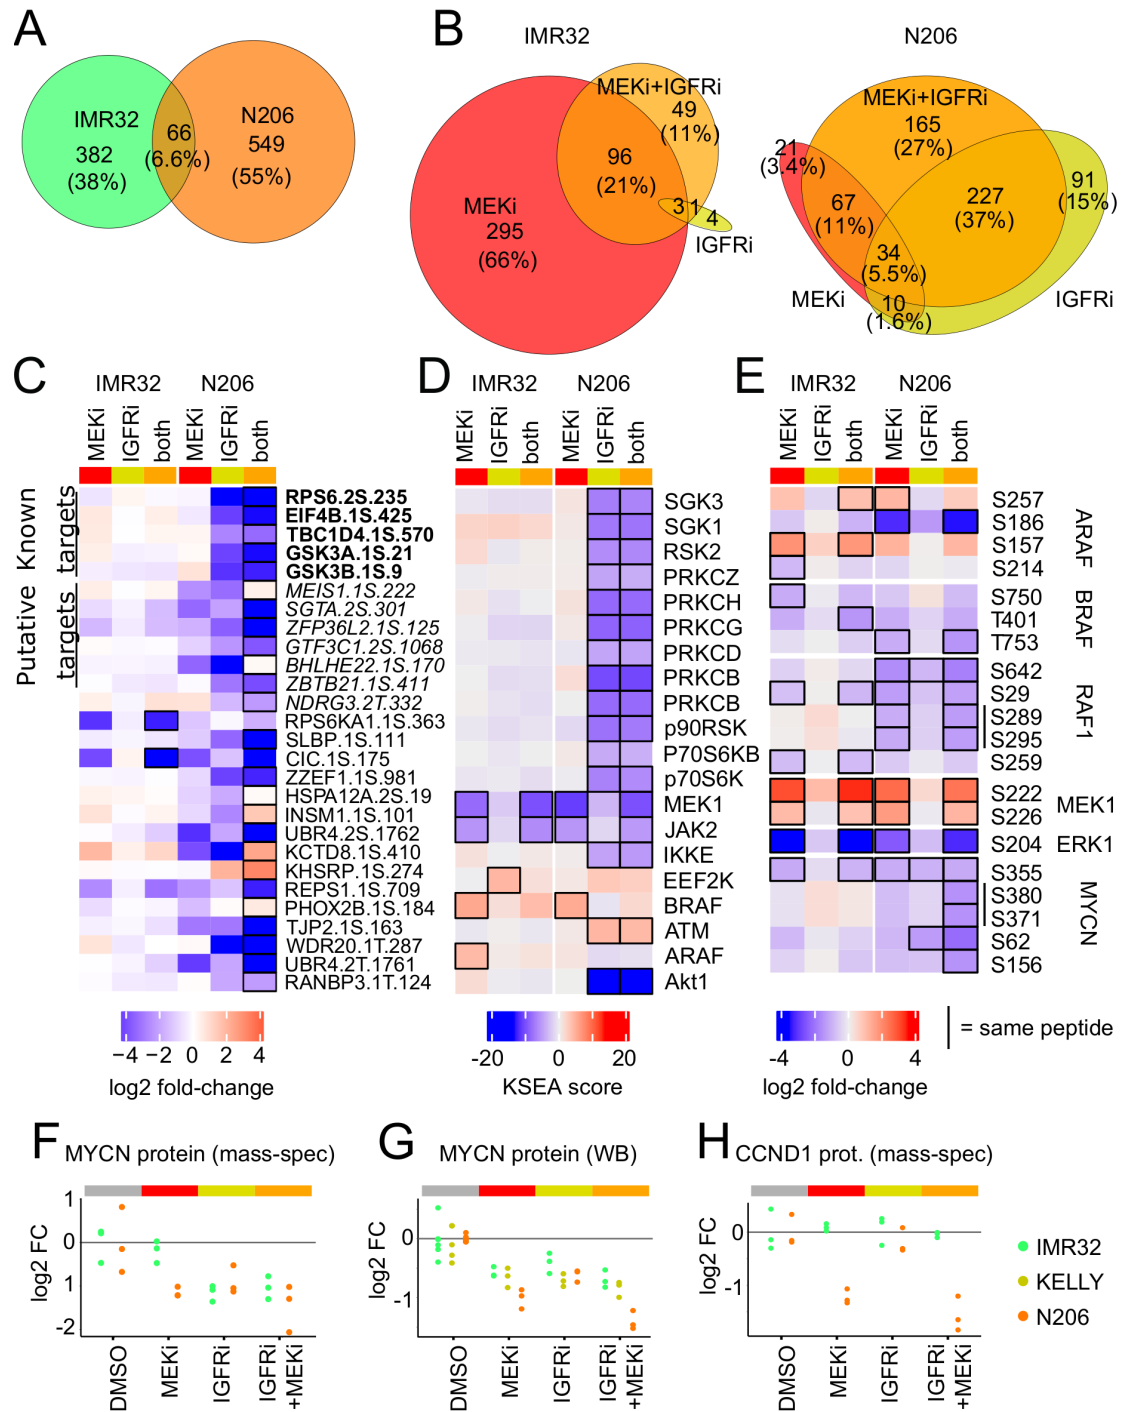 A
IMR32
382
(38%)
66
(6.6%)
N206
549
(55%)
B
IMR32
MEKi+IGFRi
49
(11%)
96
(21%)
MEKi
295
(66%)
3
1
4
IGFRi
N206
MEKi+IGFRi
165
(27%)
21
(3.4%)
67
(11%)
227
(37%)
91
(15%)
34
(5.5%)
10
(1.6%)
MEKi
IGFRi
C
IMR32
N206
MEKi
IGFRi
both
MEKi
IGFRi
both
Known
targets
Putative
targets
RPS6.2S.235
EIF4B.1S.425
TBC1D4.1S.570
GSK3A.1S.21
GSK3B.1S.9
MEIS1.1S.222
SGTA.2S.301
ZFP36L2.1S.125
GTF3C1.2S.1068
BHLHE22.1S.170
ZBTB21.1S.411
NDRG3.2T.332
RPS6KA1.1S.363
SLBP.1S.111
CIC.1S.175
ZZEF1.1S.981
HSPA12A.2S.19
INSM1.1S.101
UBR4.2S.1762
KCTD8.1S.410
KHSRP.1S.274
REPS1.1S.709
PHOX2B.1S.184
TJP2.1S.163
WDR20.1T.287
UBR4.2T.1761
RANBP3.1T.124
−4 −2 0 2 4
log2 fold-change
D
IMR32
N206
MEKi
IGFRi
both
MEKi
IGFRi
both
SGK3
SGK1
RSK2
PRKCZ
PRKCH
PRKCG
PRKCD
PRKCB
PRKCB
p90RSK
P70S6KB
p70S6K
MEK1
JAK2
IKKE
EEF2K
BRAF
ATM
ARAF
Akt1
-20 0 20
KSEA score
E
IMR32
N206
MEKi
IGFRi
both
MEKi
IGFRi
both
S257
S186
S157
S214
ARAF
S750
T401
T753
BRAF
S642
S29
S289
S295
S259
RAF1
S222
S226
MEK1
S204
ERK1
S355
S380
S371
S62
S156
MYCN
-4 0 4
log2 fold-change
= same peptide
F
MYCN protein (mass-spec)
log2 FC
1
0
1
-2
DMSO
MEKi
IGFRi
IGFRi
+MEKi
G
MYCN protein (WB)
log2 FC
0
-1
DMSO
MEKi
IGFRi
IGFRi
+MEKi
H
CCND1 prot. (mass-spec)
log2 FC
0
-1
DMSO
MEKi
IGFRi
IGFRi
+MEKi
IMR32
KELLY
N206